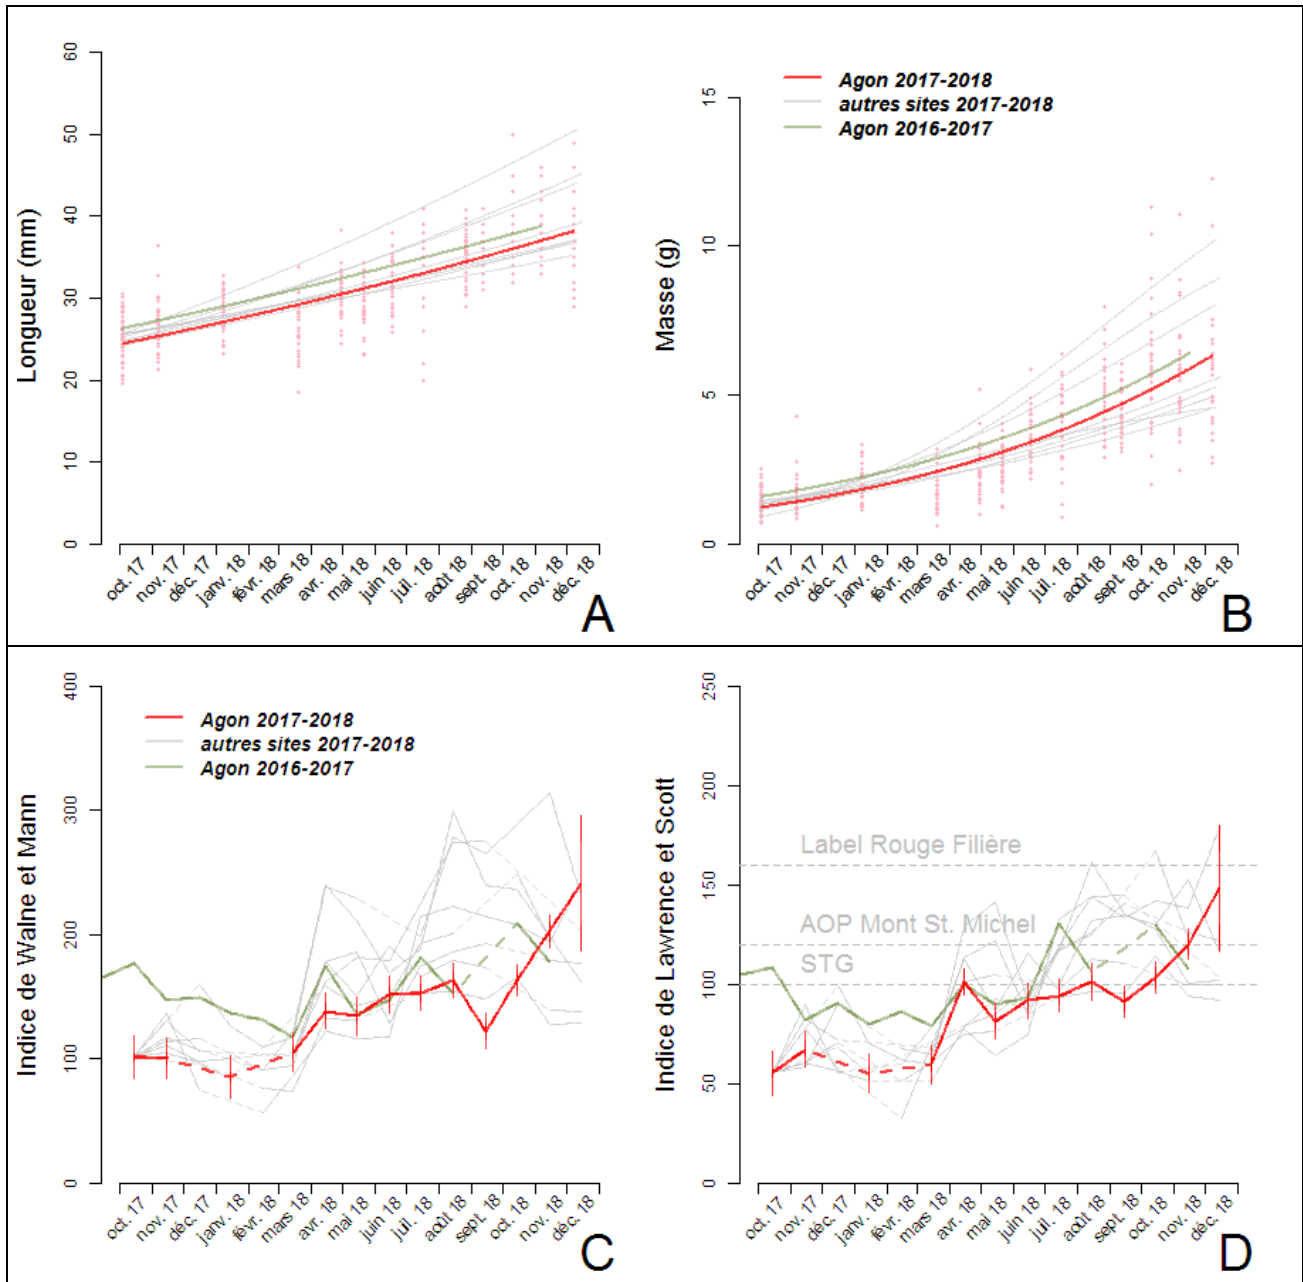 60
50
40
30
20
10
0
Longueur (mm)
oct. 17
nov. 17
déc. 17
janv. 18
févr. 18
mars 18
avr. 18
mai 18
juin 18
juil. 18
août 18
sept. 18
oct. 18
nov. 18
déc. 18
A
Agon 2017-2018
autres sites 2017-2018
Agon 2016-2017
15
10
5
0
Masse (g)
oct. 17
nov. 17
déc. 17
janv. 18
févr. 18
mars 18
avr. 18
mai 18
juin 18
juil. 18
août 18
sept. 18
oct. 18
nov. 18
déc. 18
B
400
300
200
100
0
Indice de Walne et Mann
Agon 2017-2018
autres sites 2017-2018
Agon 2016-2017
oct. 17
nov. 17
déc. 17
janv. 18
févr. 18
mars 18
avr. 18
mai 18
juin 18
juil. 18
août 18
sept. 18
oct. 18
nov. 18
déc. 18
C
250
200
150
100
50
0
Indice de Lawrence et Scott
Label Rouge Filière
AOP Mont St. Michel
STG
oct. 17
nov. 17
déc. 17
janv. 18
févr. 18
mars 18
avr. 18
mai 18
juin 18
juil. 18
août 18
sept. 18
oct. 18
nov. 18
déc. 18
D